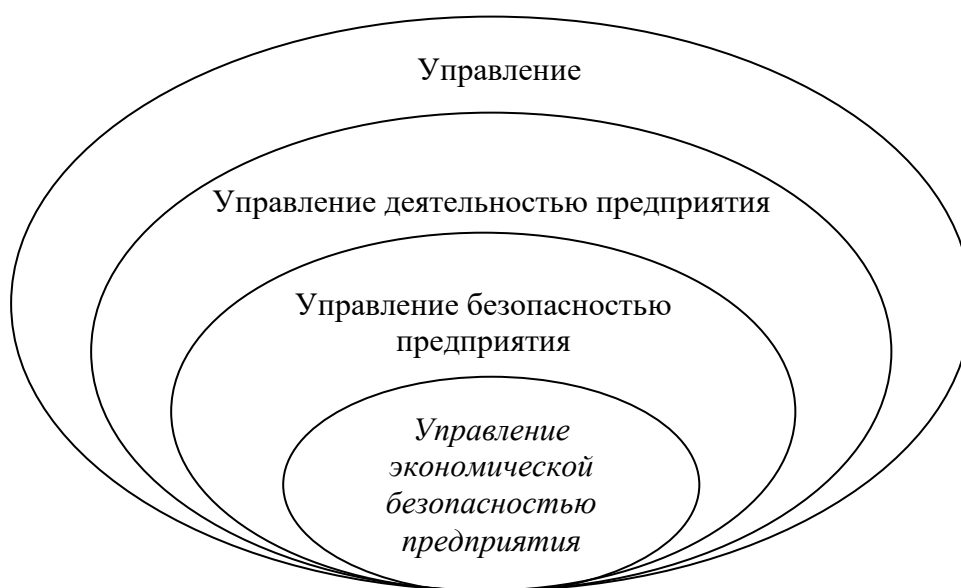 Управление
Управление деятельностью предприятия
Управление безопасностью
предприятия
Управление
экономической
безопасностью
предприятия